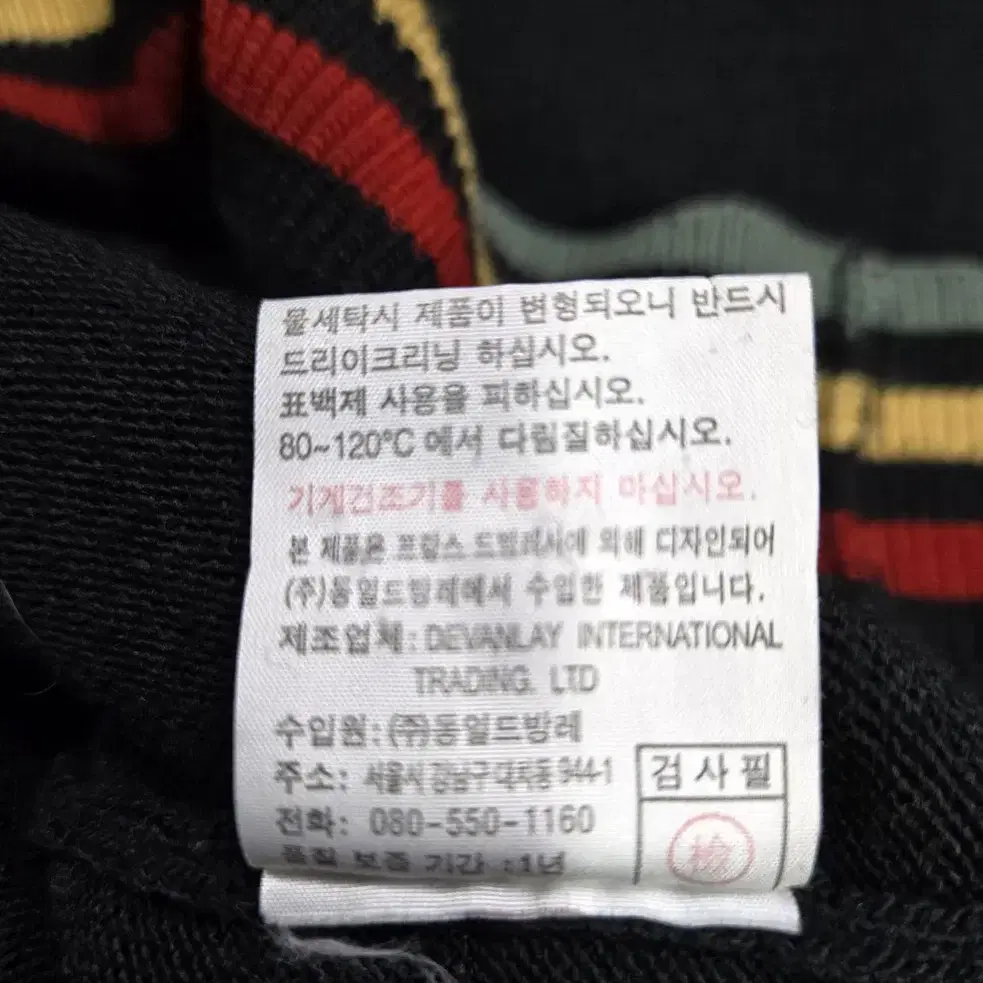 물세탁시 제품이 변형되오니 반드시
드리이크리닝 하십시오.
표백제 사용을 피하십시오.
80~120°C 에서 다림질하십시오.
기계건조기를 사용하지 마십시오.
본 제품은 프랑스 드방레사에 의해 디자인되어
(주)동일드방레에서 수입한 제품입니다.
제조업체: DEVANLAY INTERNATIONAL
TRADING. LTD
수입원: (주)동일드방레
주소: 서울시 강남구 대치동 944-1
전화: 080-550-1160
품질 보증 기간 :1년
검사필
檢